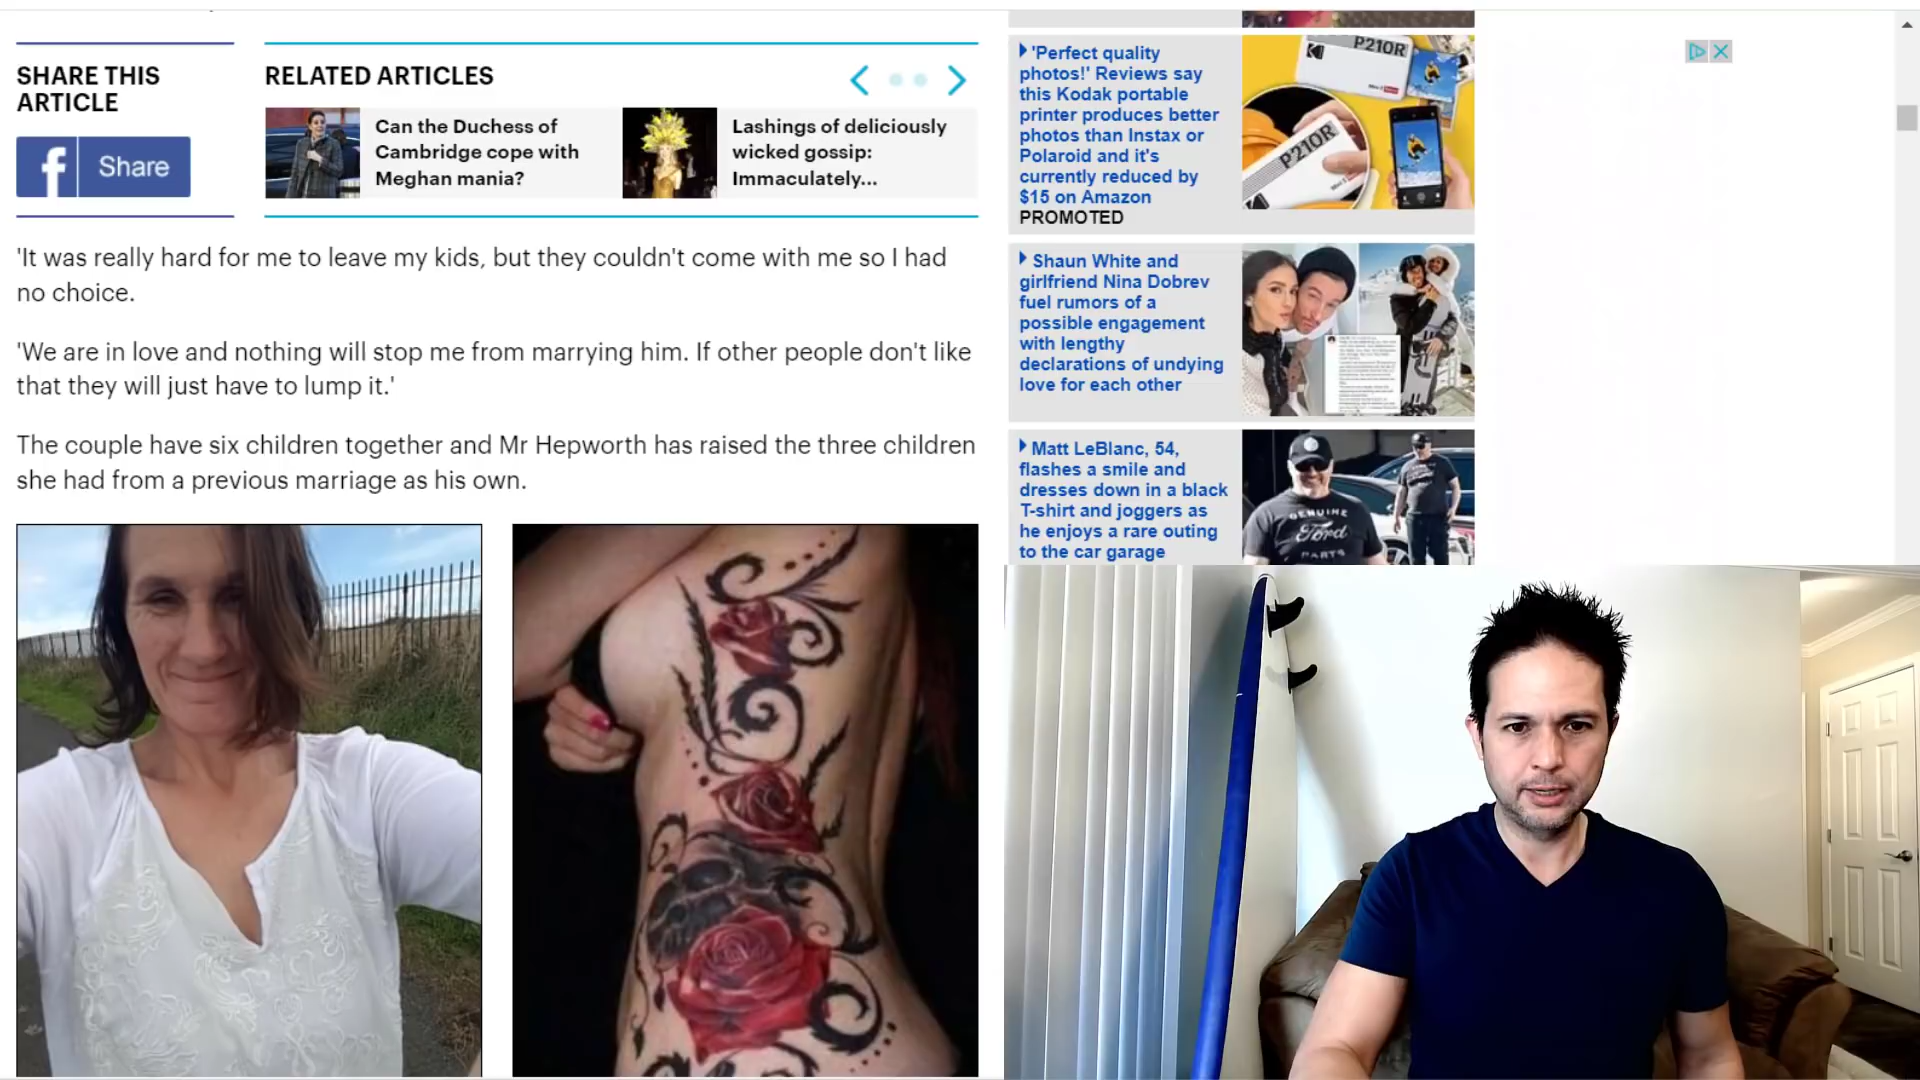 SHARE THIS
ARTICLE
f Share
RELATED ARTICLES
Can the Duchess of
Cambridge cope with
Meghan mania?
Lashings of deliciously
wicked gossip:
Immaculately...
'It was really hard for me to leave my kids, but they couldn't come with me so I had
no choice.
'We are in love and nothing will stop me from marrying him. If other people don't like
that they will just have to lump it.'
The couple have six children together and Mr Hepworth has raised the three children
she had from a previous marriage as his own.
'Perfect quality
photos!' Reviews say
this Kodak portable
printer produces better
photos than Instax or
Polaroid and it's
currently reduced by
$15 on Amazon
PROMOTED
P210R
P210R
Shaun White and
girlfriend Nina Dobrev
fuel rumors of a
possible engagement
with lengthy
declarations of undying
love for each other
Matt LeBlanc, 54,
flashes a smile and
dresses down in a black
T-shirt and joggers as
he enjoys a rare outing
to the car garage
GENUINE
Ford
PARTS